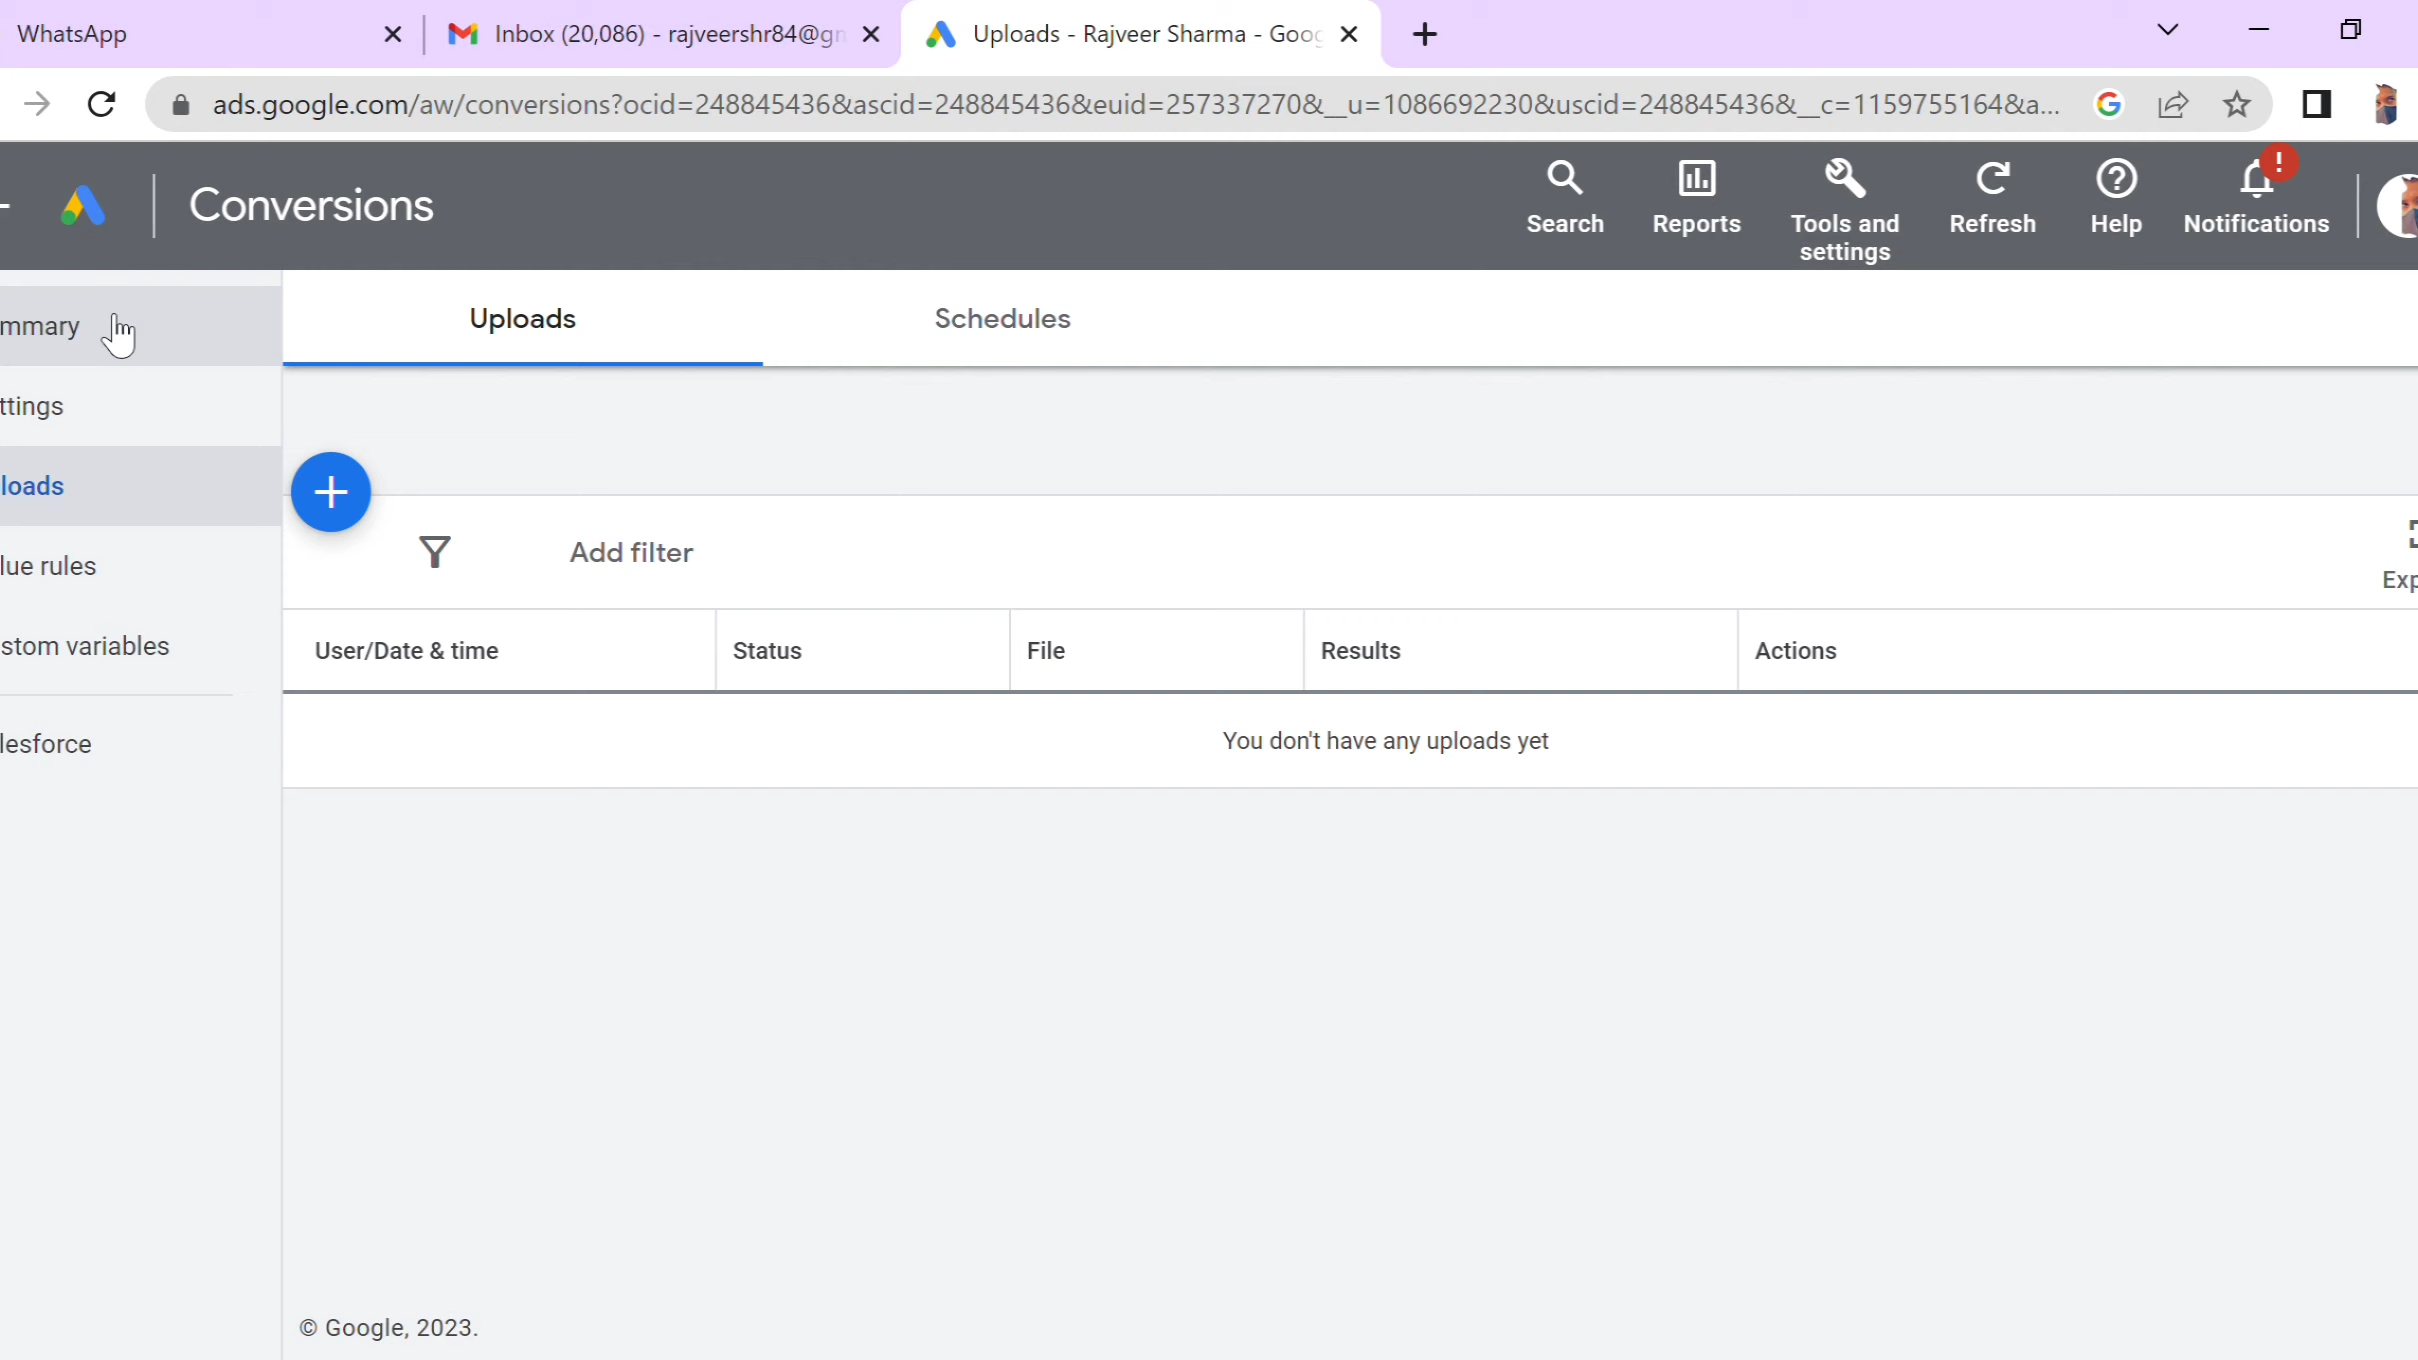 WhatsApp
Inbox (20,086) - rajveershr84@gn
Uploads - Rajveer Sharma - Goog
ads.google.com/aw/conversions?ocid=248845436&ascid=248845436&euid=257337270&__u=1086692230&uscid=248845436&__c=1159755164&a...
Conversions
Search
Reports
Tools and
settings
Refresh
Help
!
Notifications
mmary
Uploads
Schedules
ttings
loads
Add filter
Exp
lue rules
User/Date & time
Status
File
Results
Actions
stom variables
You don't have any uploads yet
lesforce
© Google, 2023.